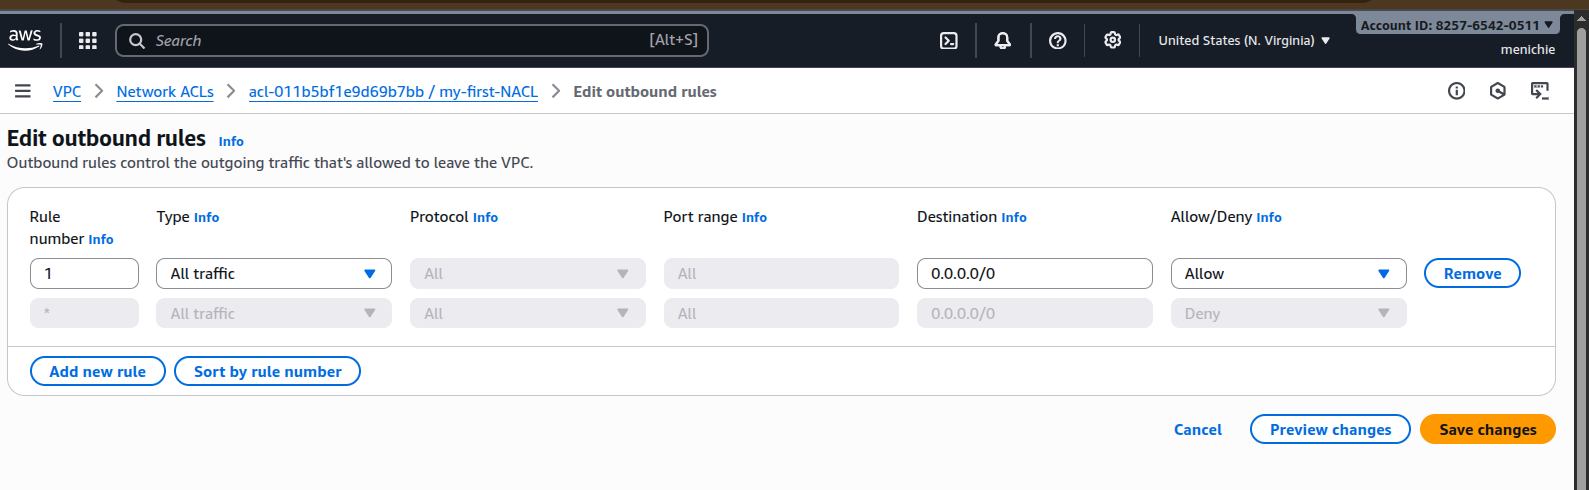 aws
Search
[Alt+S]
United States (N. Virginia)
Account ID: 8257-6542-0511
menichie
VPC
Network ACLs
acl-011b5bf1e9d69b7bb / my-first-NACL
Edit outbound rules
Edit outbound rules Info
Outbound rules control the outgoing traffic that's allowed to leave the VPC.
Rule number Info
Type Info
Protocol Info
Port range Info
Destination Info
Allow/Deny Info
1
All traffic
All
All
0.0.0.0/0
Allow
Remove
*
All traffic
All
All
0.0.0.0/0
Deny
Add new rule
Sort by rule number
Cancel
Preview changes
Save changes